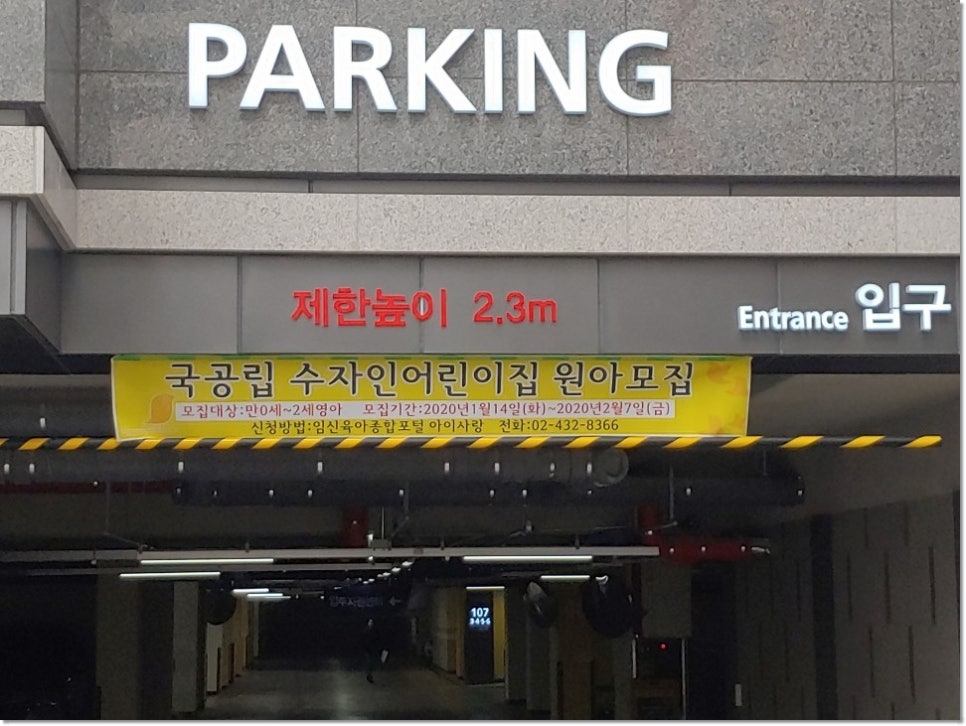 PARKING
제한높이 2.3m
Entrance 입구
국공립 수자인어린이집 원아모집
모집대상:만0세~2세영아 모집기간:2020년1월14일(화)~2020년2월7일(금)
신청방법:임신육아종합포털 아이사랑 전화:02-432-8366
107
3456